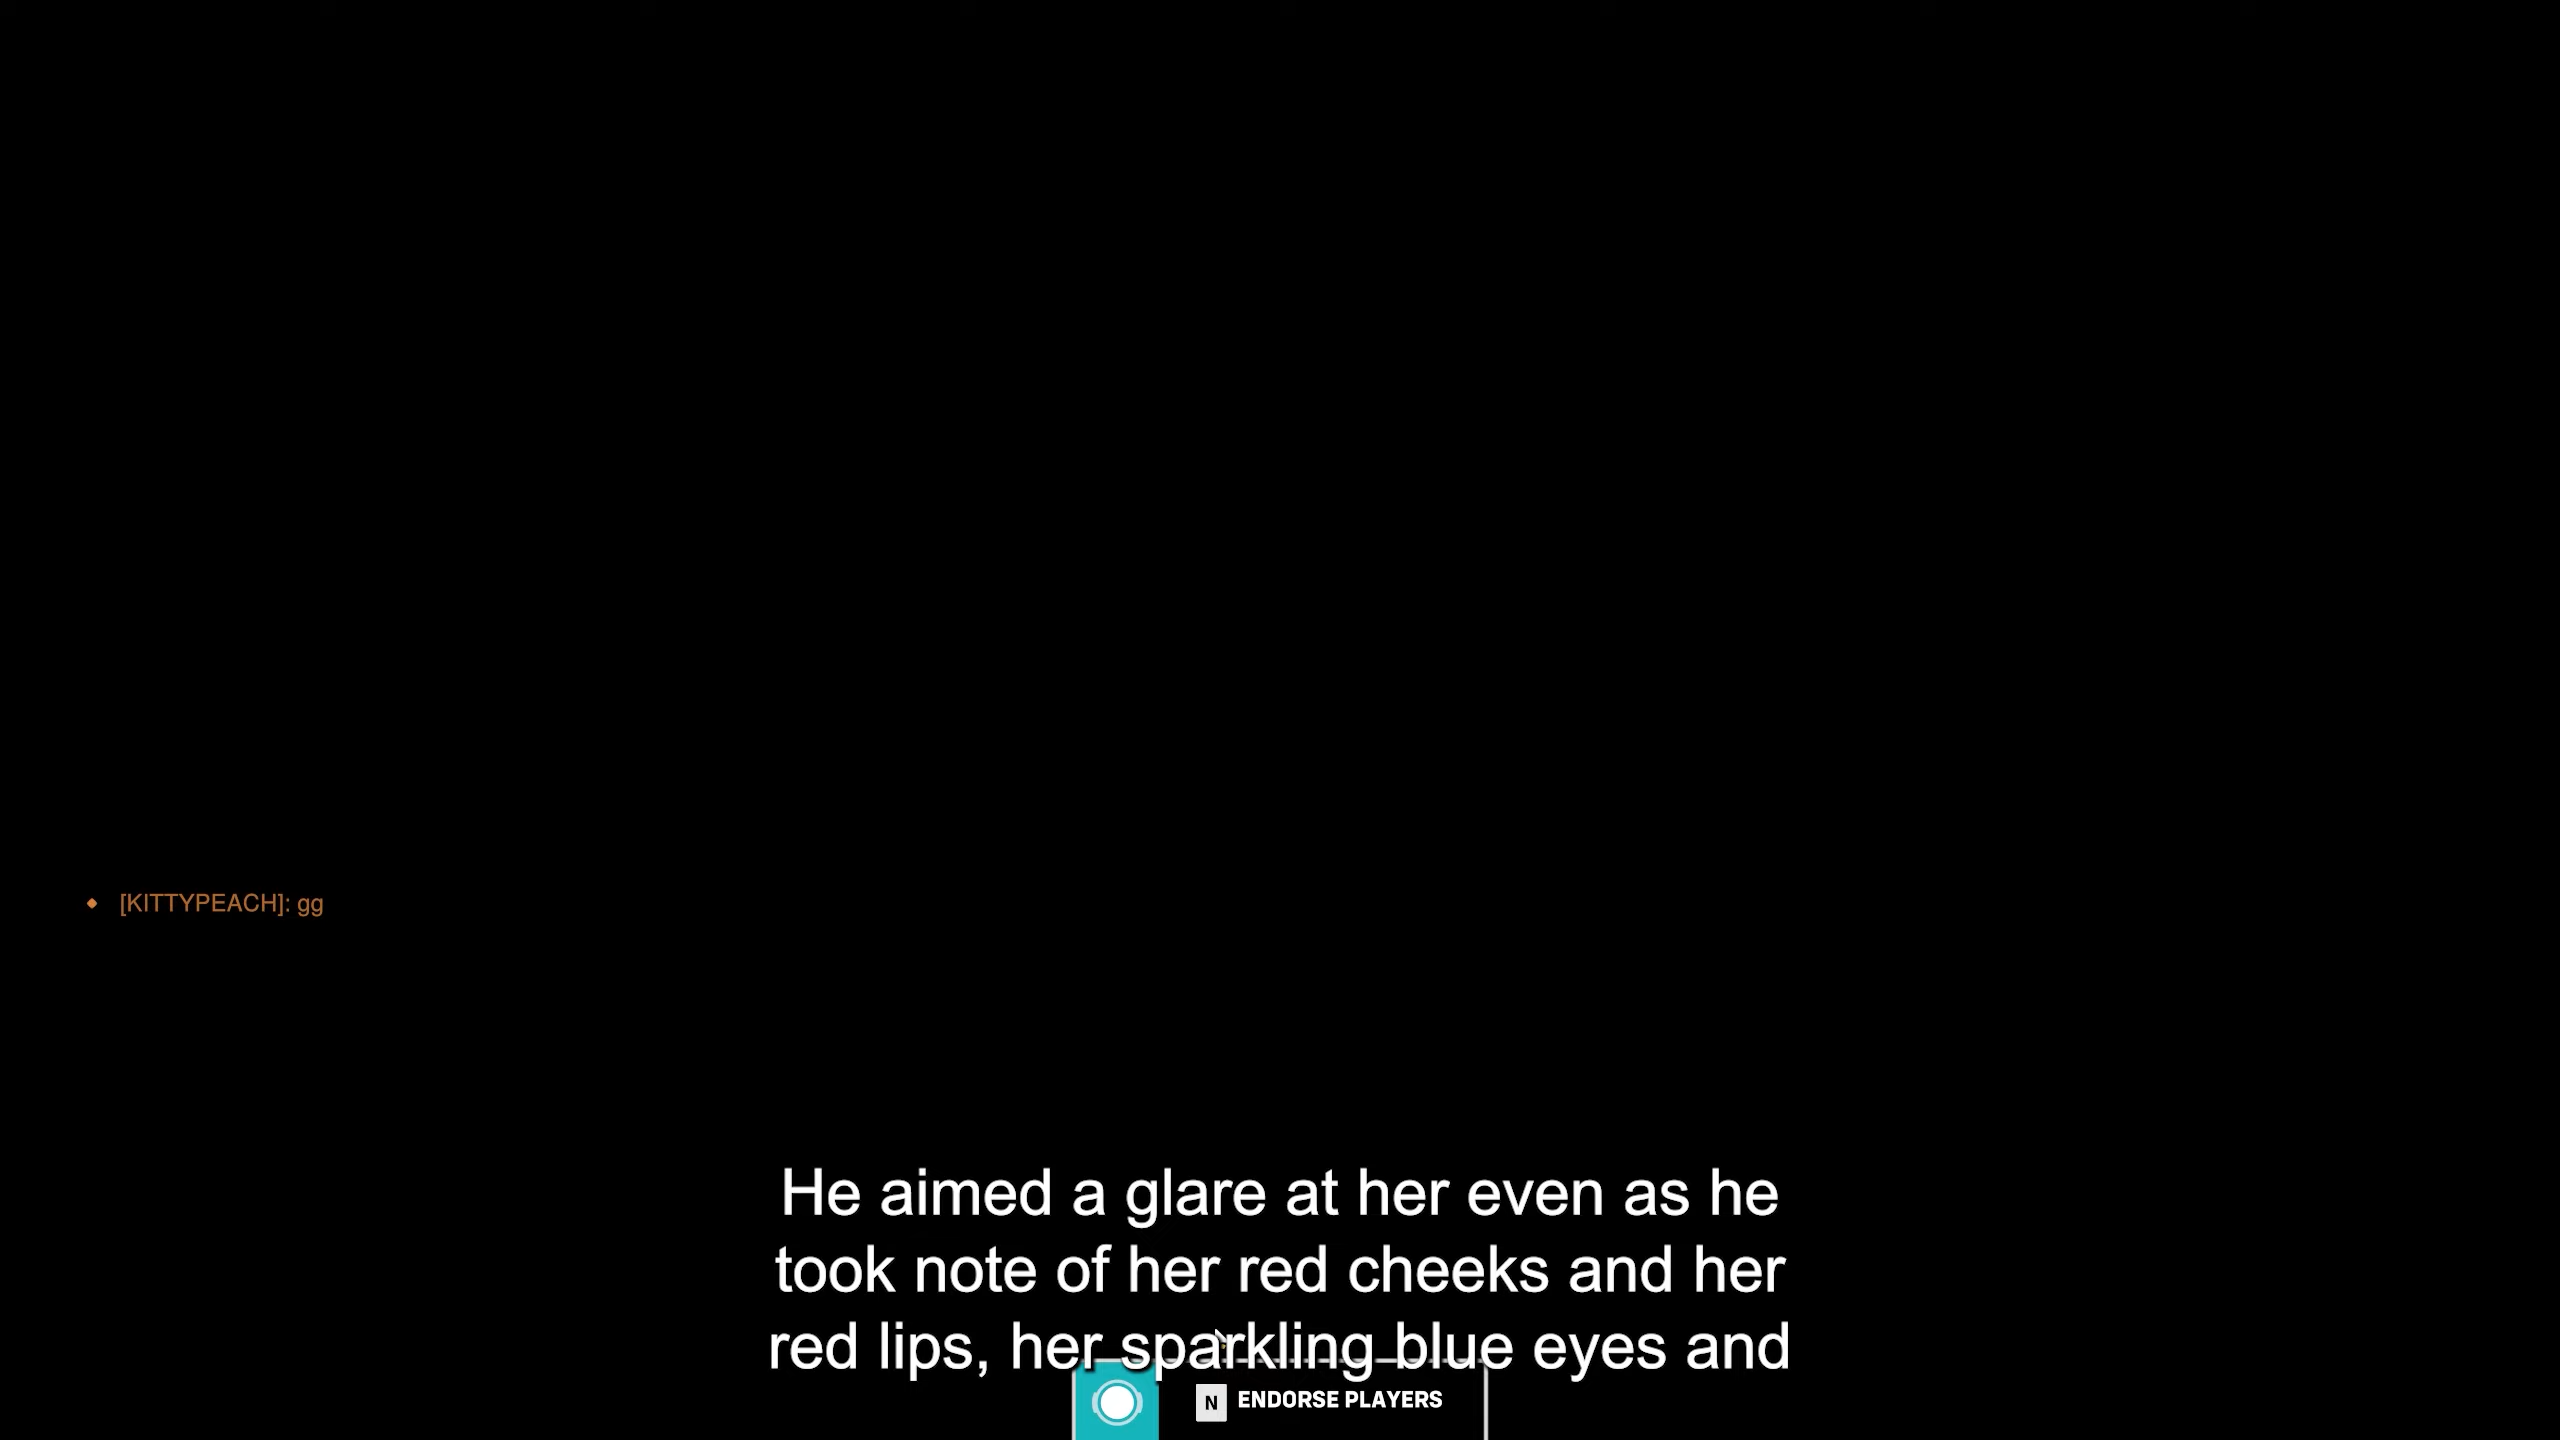 [KITTYPEACH]: gg
He aimed a glare at her even as he
took note of her red cheeks and her
red lips, her sparkling blue eyes and
N ENDORSE PLAYERS